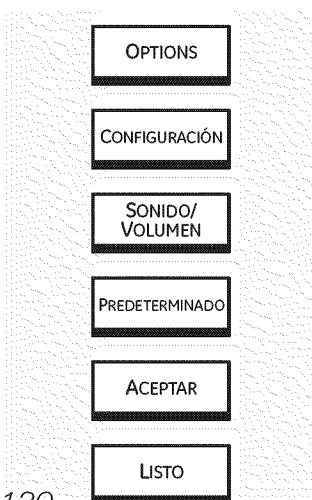 OPTIONS
CONFIGURACIÓN
SONIDO/
VOLUMEN
PREDETERMINADO
ACEPTAR
LISTO